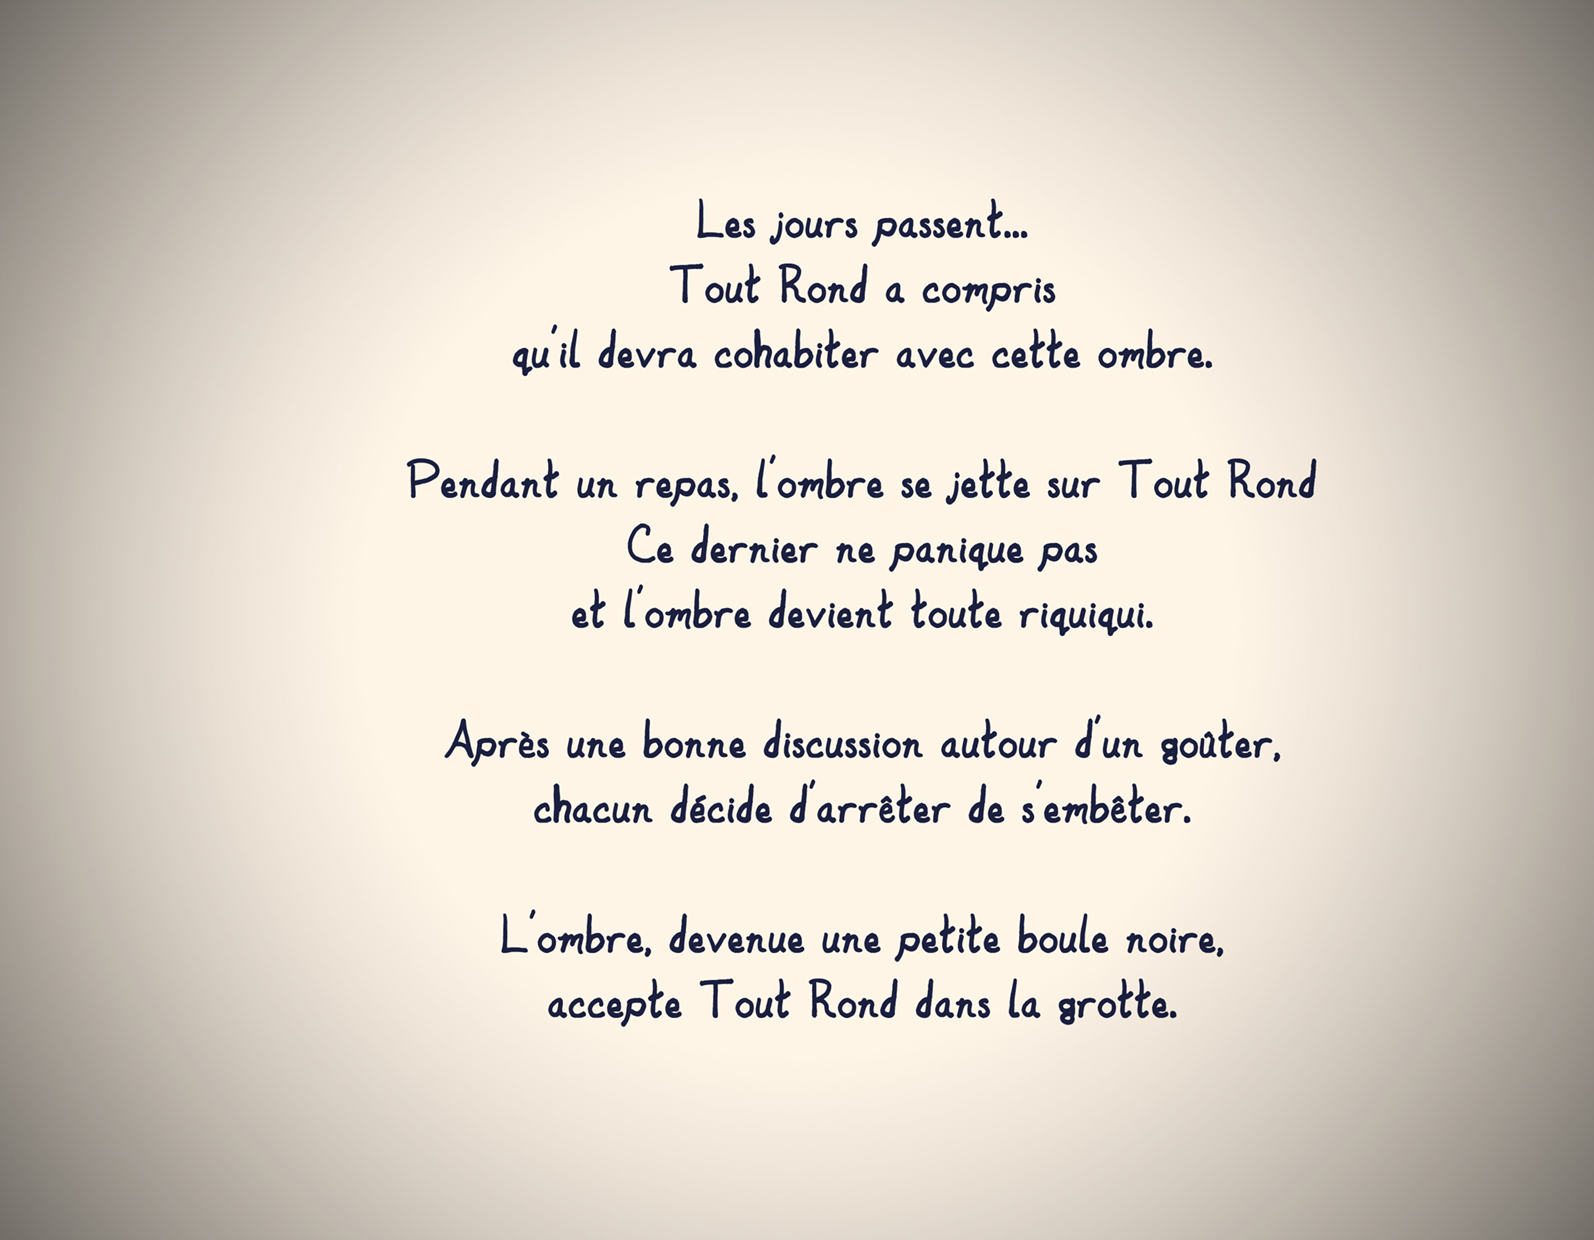 Les jours passent...
Tout Rond a compris
qu'il devra cohabiter avec cette ombre.
Pendant un repas, l'ombre se jette sur Tout Rond
Ce dernier ne panique pas
et l'ombre devient toute riquiqui.
Après une bonne discussion autour d'un goûter,
chacun décide d'arrêter de s'embêter.
L'ombre, devenue une petite boule noire,
accepte Tout Rond dans la grotte.